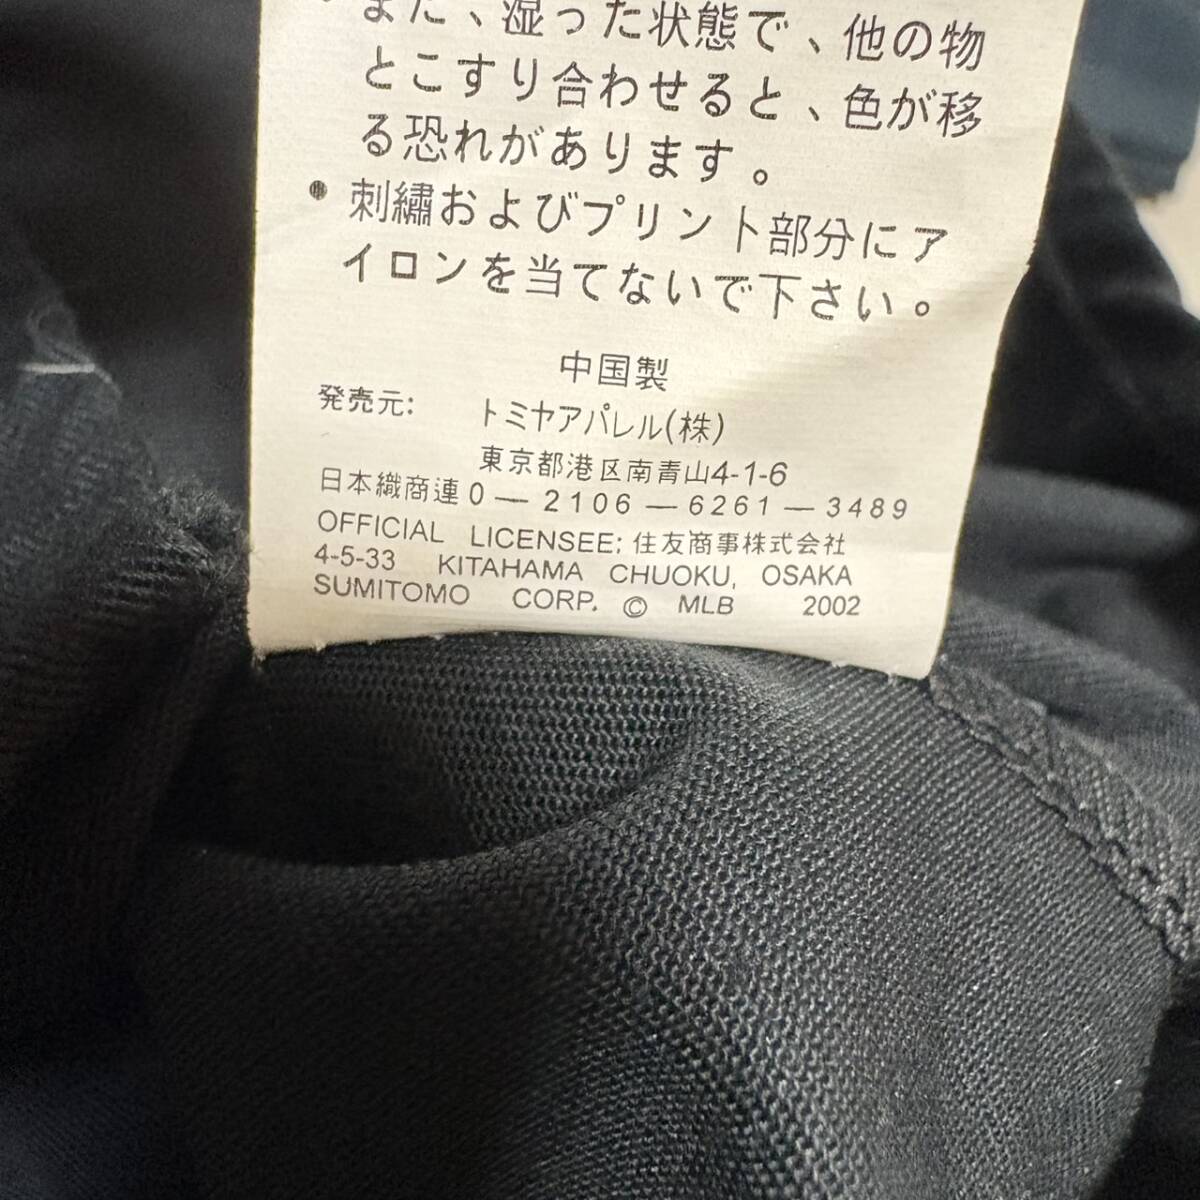 また、湿った状態で、他の物
とこすり合わせると、色が移
る恐れがあります。
• 刺繡およびプリント部分にア
イロンを当てないで下さい。
中国製
発売元: トミヤアパレル(株)
東京都港区南青山4-1-6
日本織商連0-2106-6261-3489
OFFICIAL LICENSEE; 住友商事株式会社
4-5-33 KITAHAMA CHUOKU, OSAKA
SUMITOMO CORP. © MLB 2002